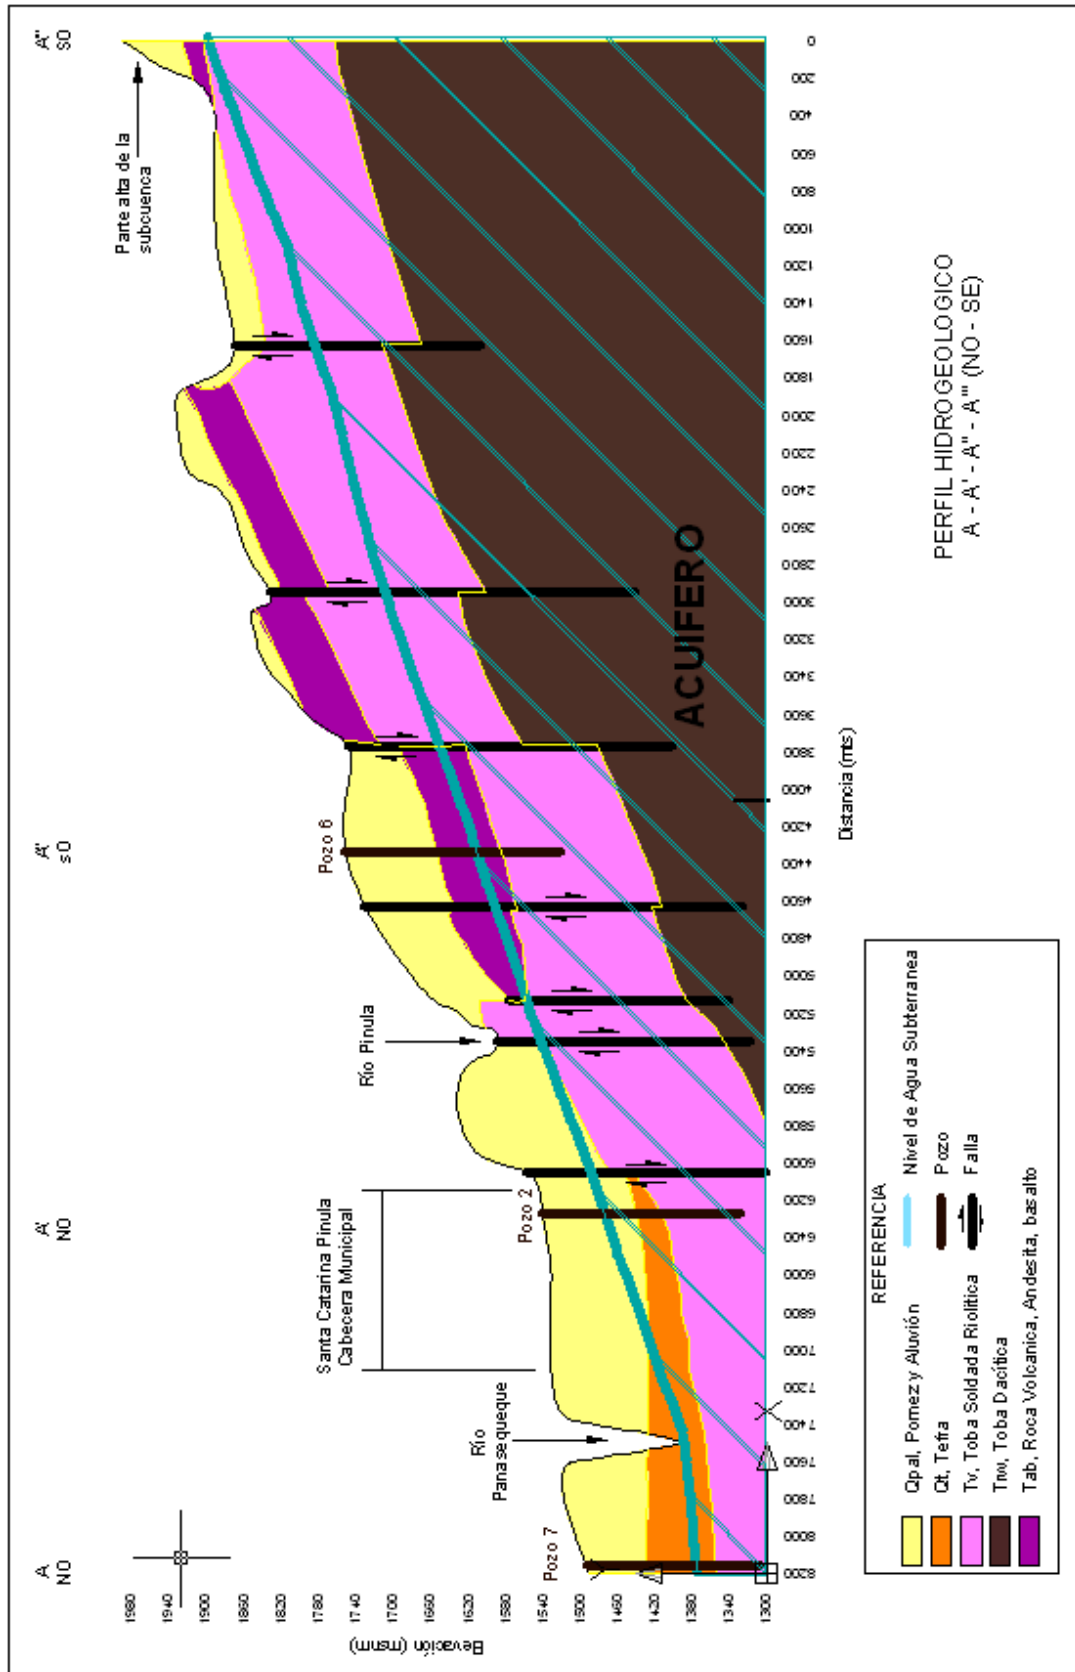 A
NO
A'
NO
A"
sO
A"'
SO
Parte alta de la
subcuenca
Pozo 6
Río Pinula
Santa Catarina Pinula
Cabecera Municipal
Pozo 2
Río
Panasequeque
Pozo 7
ACUIFERO
Elevación (msnm)
1980
1940
1900
1860
1820
1780
1740
1700
1660
1620
1580
1540
1500
1460
1420
1380
1340
1300
8200
8000
7800
7600
7400
7200
7000
6800
6000
6400
6200
6000
5800
5600
5400
5200
5000
4800
4600
4400
4200
4000
3800
3600
3400
3200
3000
2800
2600
2400
2200
2000
1800
1600
1400
1200
1000
800
600
400
200
0
Distancia (mts)
PERFIL HIDROGEOLOGICO
A - A' - A" - A"' (NO - SE)
REFERENCIA
Qpal, Pomez y Aluvión
Qt, Tefra
Tv, Toba Soldada Riolítica
Tnw, Toba Dacítica
Tab, Roca Volcanica, Andesita, basalto
Nivel de Agua Subterranea
Pozo
Falla